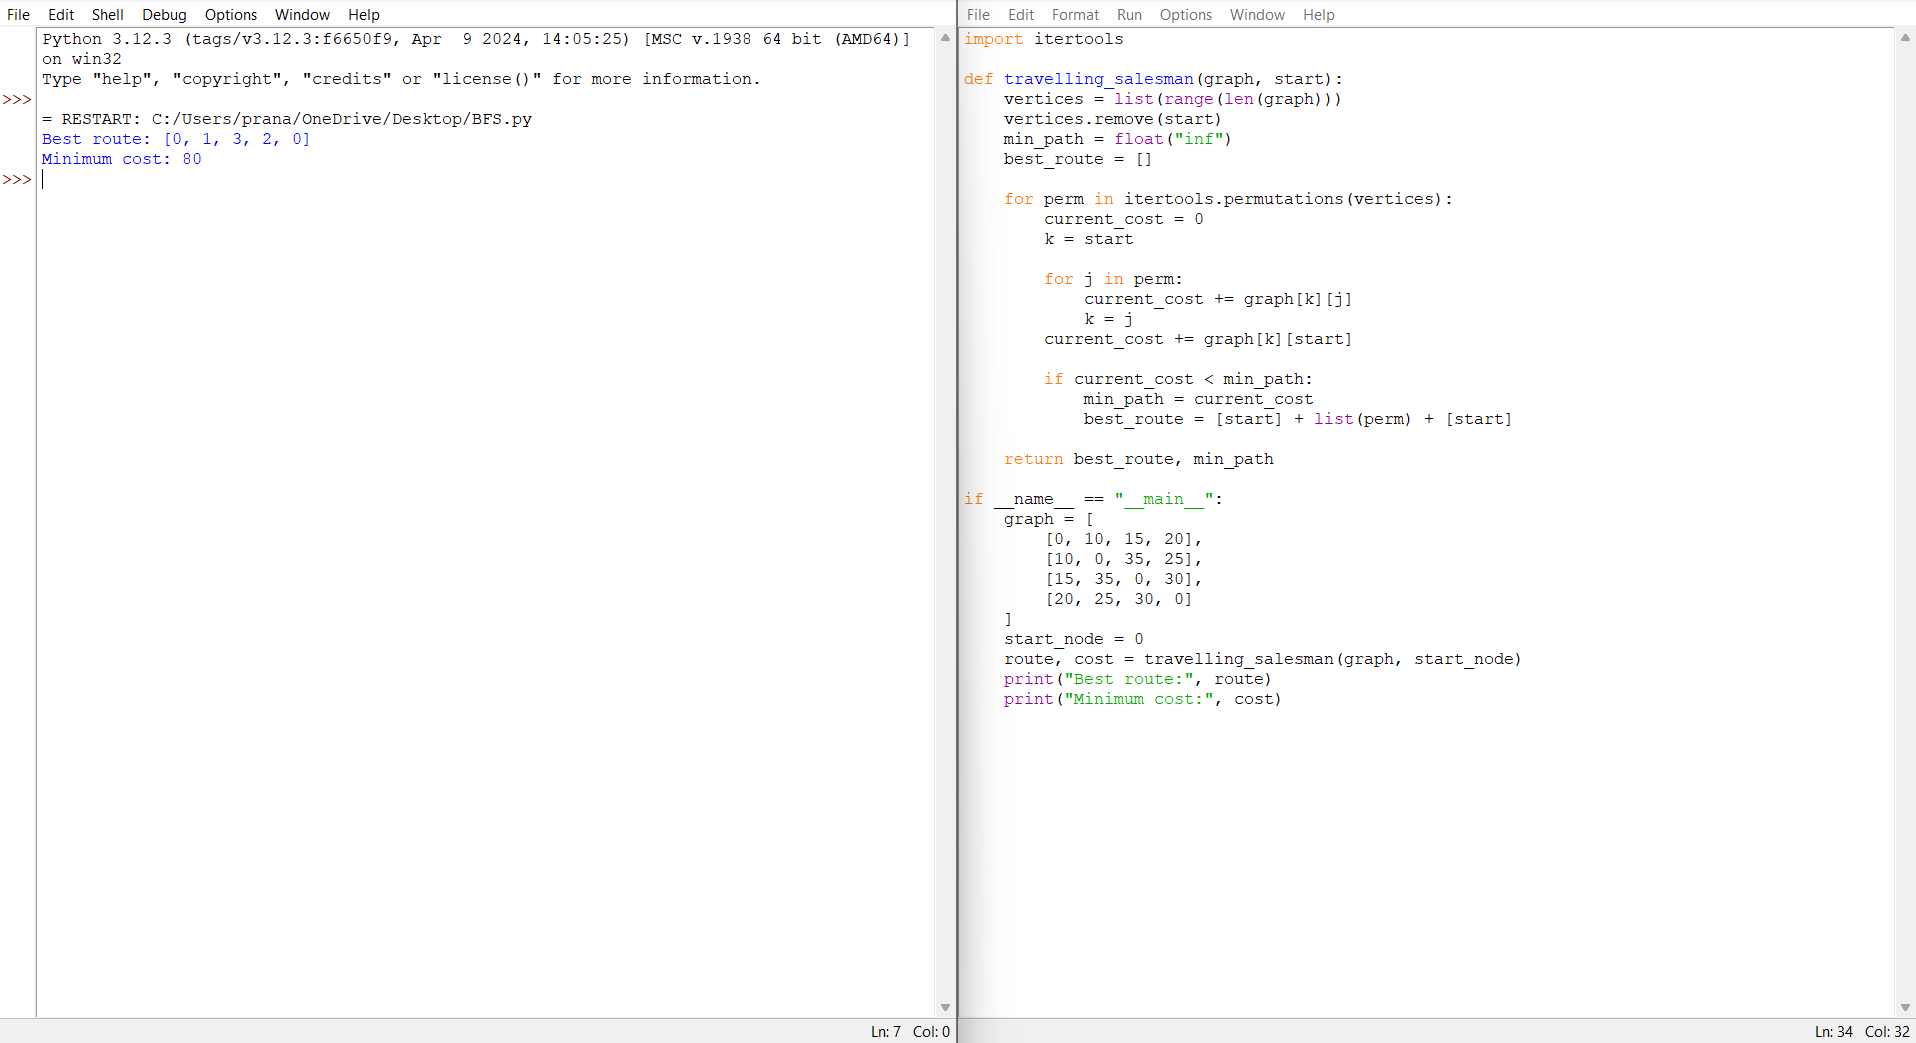 File Edit Shell Debug Options Window Help
Python 3.12.3 (tags/v3.12.3:f6650f9, Apr  9 2024, 14:05:25) [MSC v.1938 64 bit (AMD64)]
on win32
Type "help", "copyright", "credits" or "license()" for more information.
>>>
= RESTART: C:/Users/prana/OneDrive/Desktop/BFS.py
Best route: [0, 1, 3, 2, 0]
Minimum cost: 80
>>>
Ln: 7 Col: 0
File Edit Format Run Options Window Help
import itertools
def travelling_salesman(graph, start):
    vertices = list(range(len(graph)))
    vertices.remove(start)
    min_path = float("inf")
    best_route = []
    for perm in itertools.permutations(vertices):
        current_cost = 0
        k = start
        for j in perm:
            current_cost += graph[k][j]
            k = j
        current_cost += graph[k][start]
        if current_cost < min_path:
            min_path = current_cost
            best_route = [start] + list(perm) + [start]
    return best_route, min_path
if __name__ == "__main__":
    graph = [
        [0, 10, 15, 20],
        [10, 0, 35, 25],
        [15, 35, 0, 30],
        [20, 25, 30, 0]
    ]
    start_node = 0
    route, cost = travelling_salesman(graph, start_node)
    print("Best route:", route)
    print("Minimum cost:", cost)
Ln: 34 Col: 32